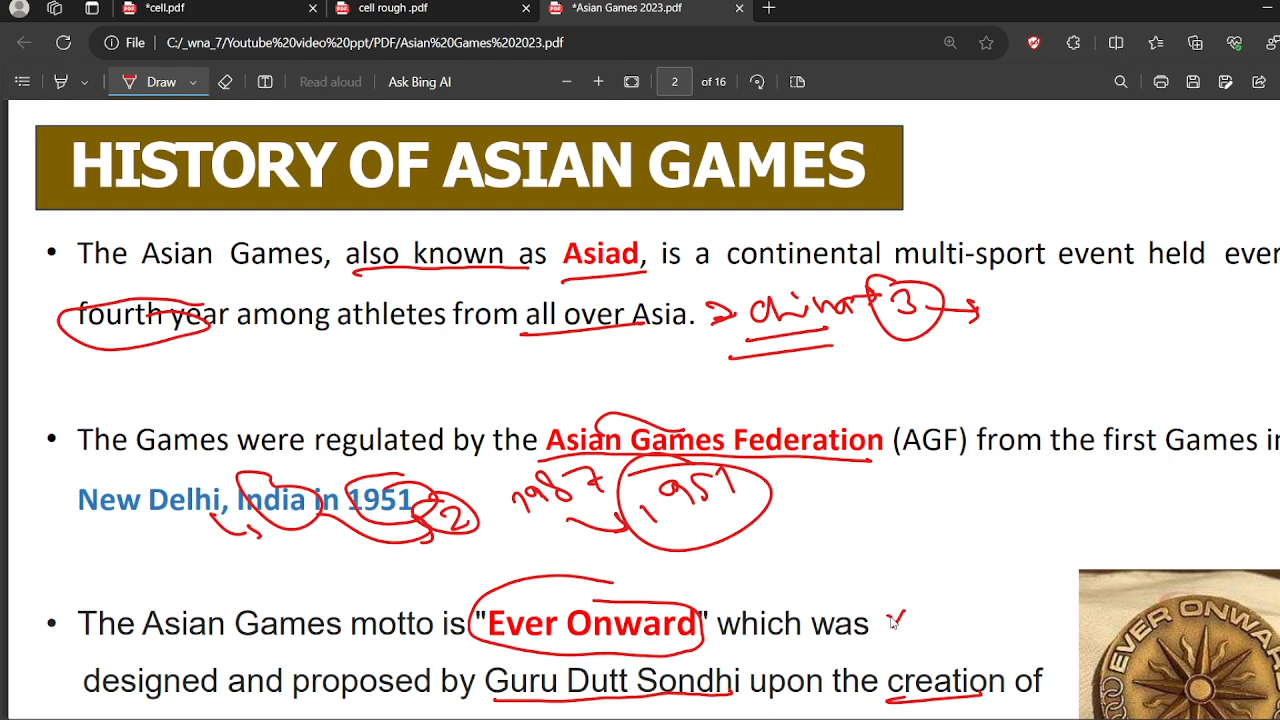 *cell.pdf
cell rough .pdf
*Asian Games 2023.pdf
File C:/_wna_7/Youtube%20video%20ppt/PDF/Asian%20Games%202023.pdf
Draw Read aloud Ask Bing AI 2 of 16
HISTORY OF ASIAN GAMES
• The Asian Games, also known as Asiad, is a continental multi-sport event held ever
fourth year among athletes from all over Asia. China 3
• The Games were regulated by the Asian Games Federation (AGF) from the first Games in
New Delhi, India in 1951 2 1987 1951
• The Asian Games motto is "Ever Onward" which was
designed and proposed by Guru Dutt Sondhi upon the creation of
EVER ONWARD